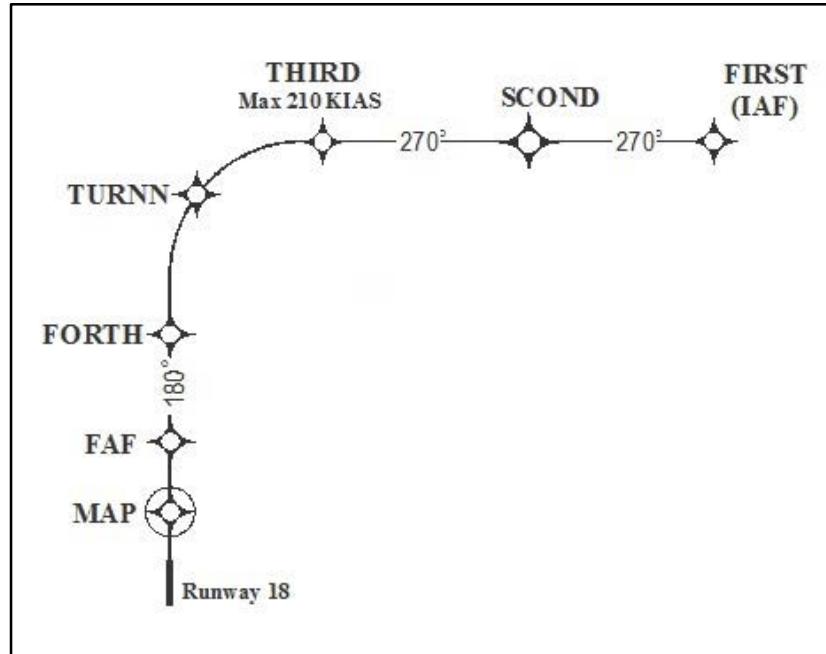 THIRD
Max 210 KIAS
SCOND
FIRST
(IAF)
270°
270°
TURNN
FORTH
180°
FAF
MAP
Runway 18